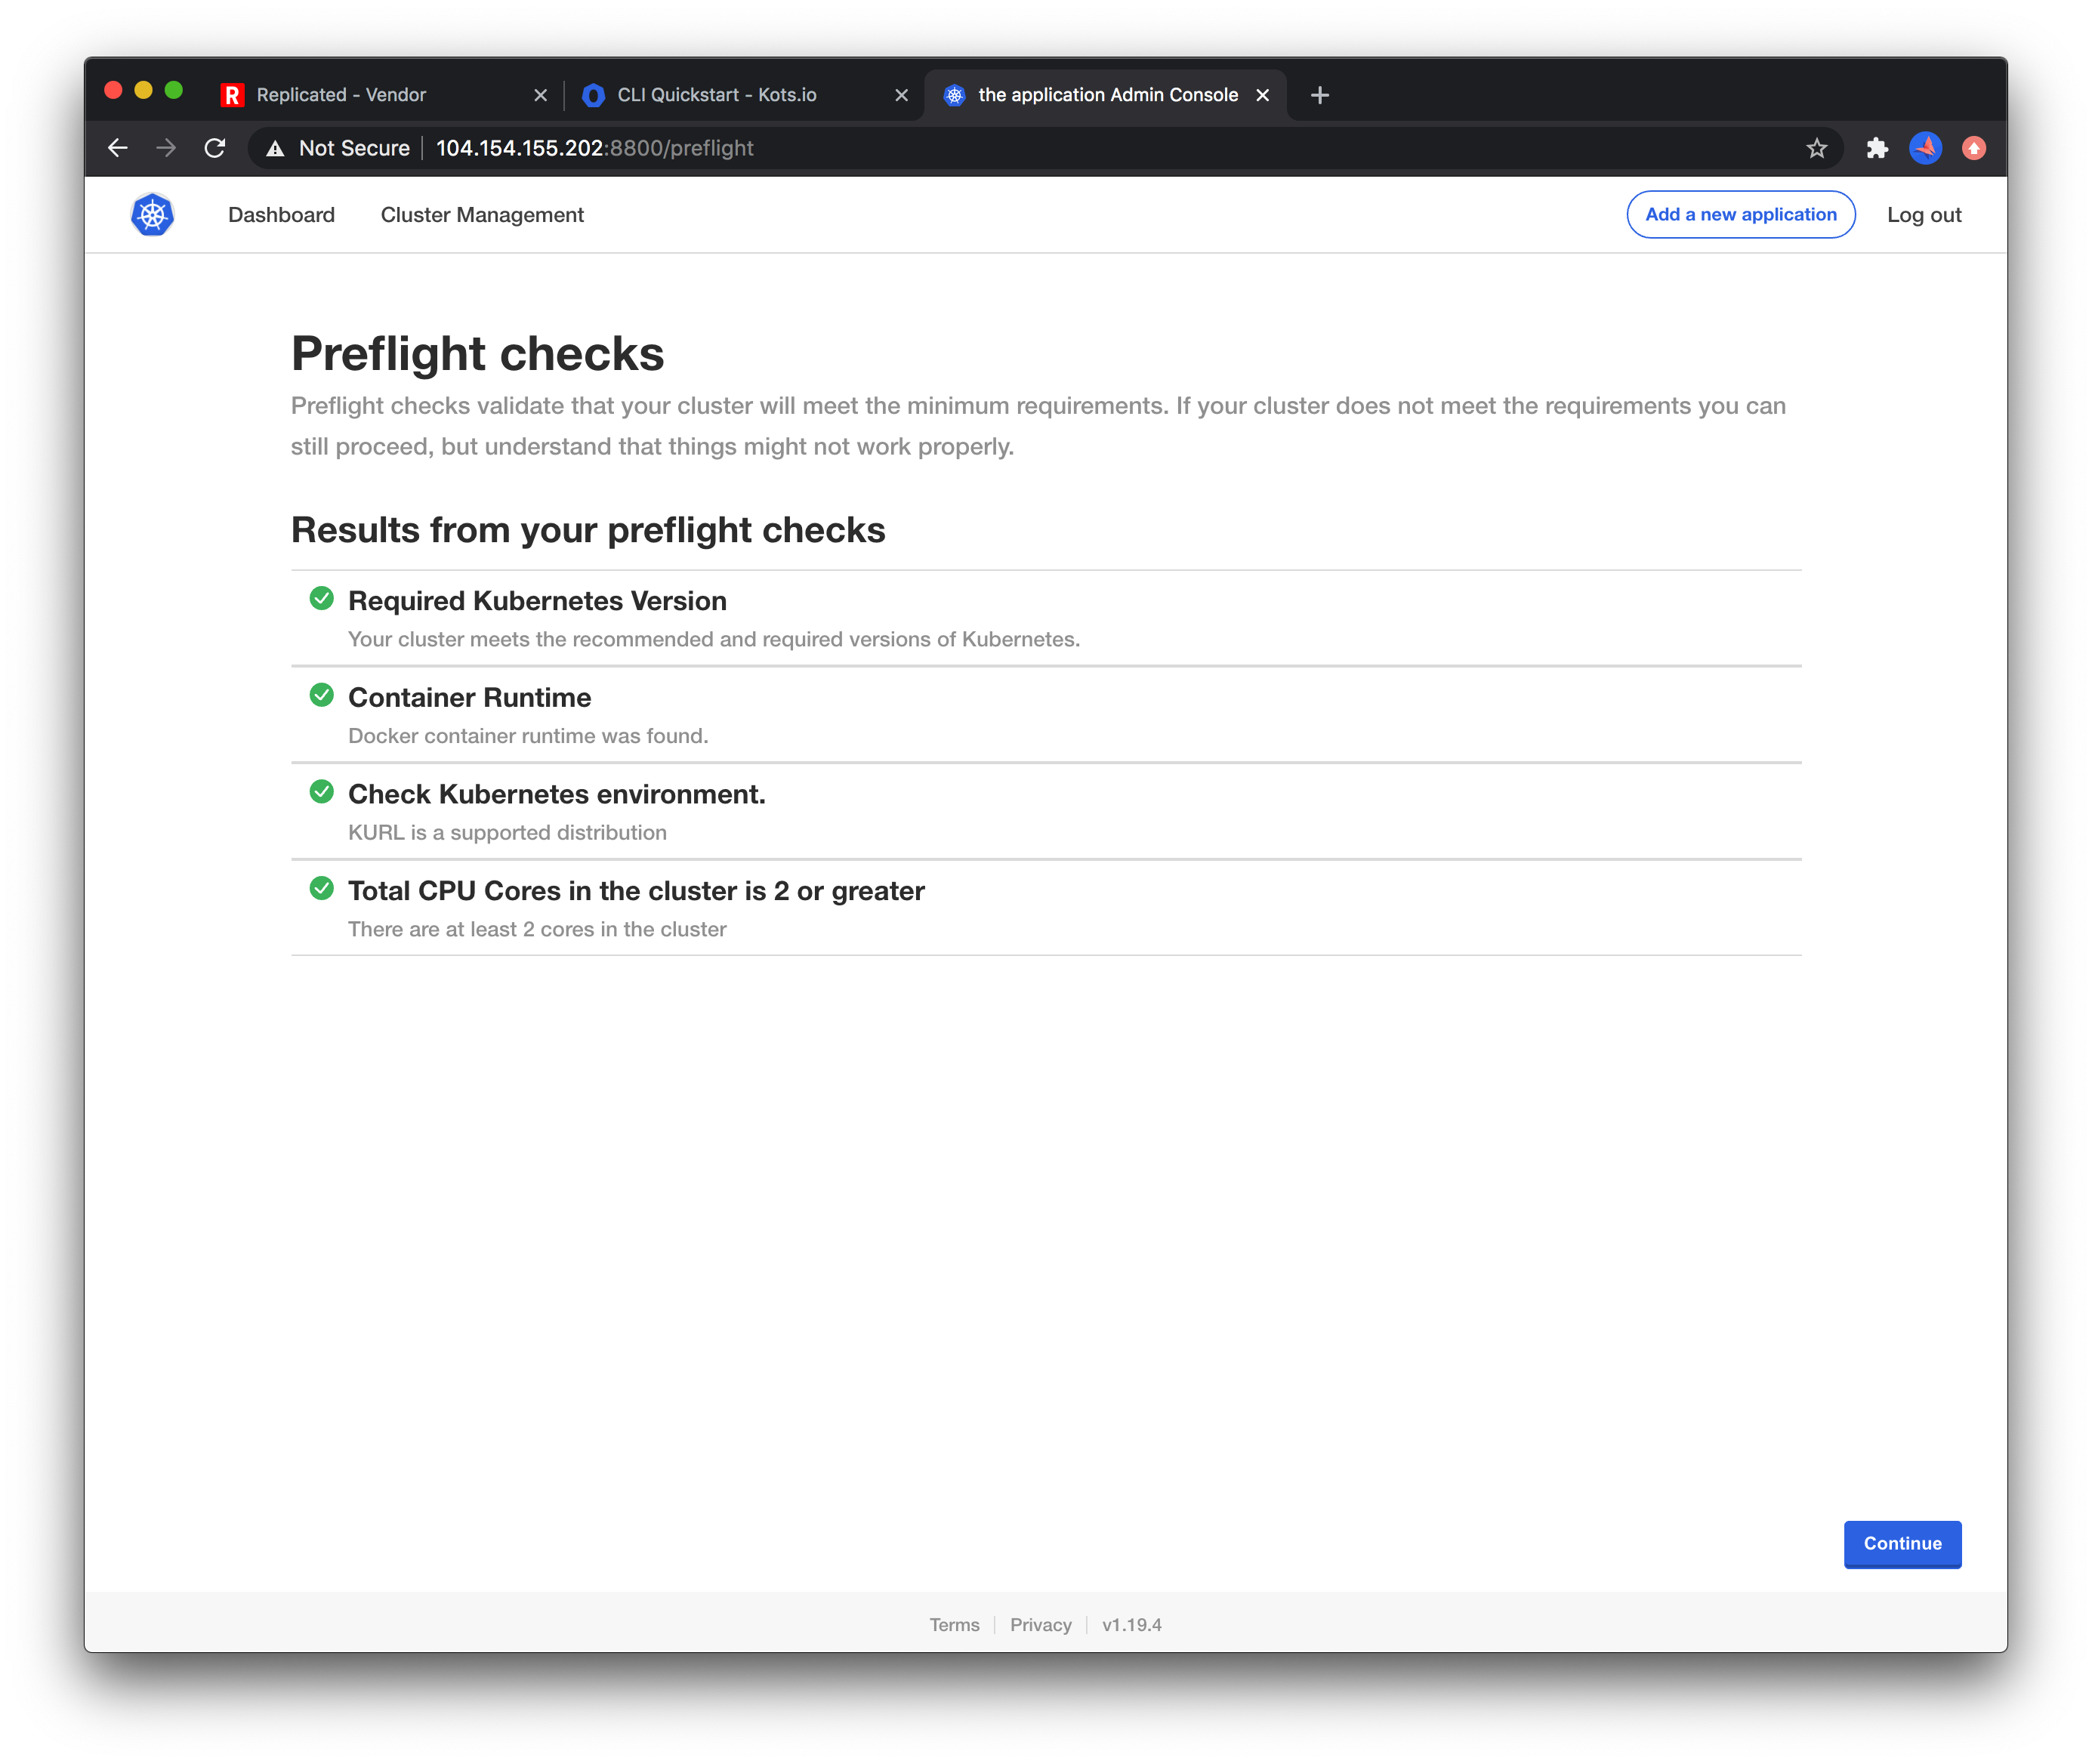 R Replicated - Vendor
CLI Quickstart - Kots.io
the application Admin Console
Not Secure 104.154.155.202:8800/preflight
Dashboard
Cluster Management
Add a new application
Log out
Preflight checks
Preflight checks validate that your cluster will meet the minimum requirements. If your cluster does not meet the requirements you can
still proceed, but understand that things might not work properly.
Results from your preflight checks
Required Kubernetes Version
Your cluster meets the recommended and required versions of Kubernetes.
Container Runtime
Docker container runtime was found.
Check Kubernetes environment.
KURL is a supported distribution
Total CPU Cores in the cluster is 2 or greater
There are at least 2 cores in the cluster
Continue
Terms
Privacy
v1.19.4